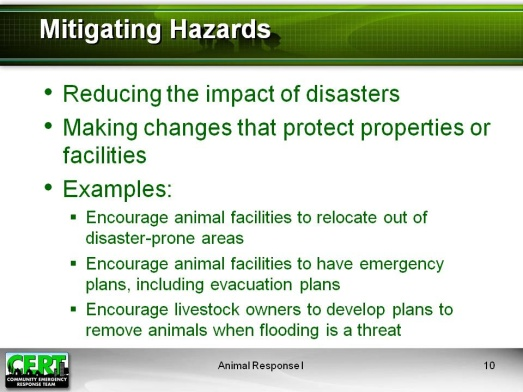 Mitigating Hazards
• Reducing the impact of disasters
• Making changes that protect properties or
facilities
• Examples:
▪ Encourage animal facilities to relocate out of
disaster-prone areas
▪ Encourage animal facilities to have emergency
plans, including evacuation plans
▪ Encourage livestock owners to develop plans to
remove animals when flooding is a threat
CERT
COMMUNITY EMERGENCY
RESPONSE TEAM
Animal Response I
10